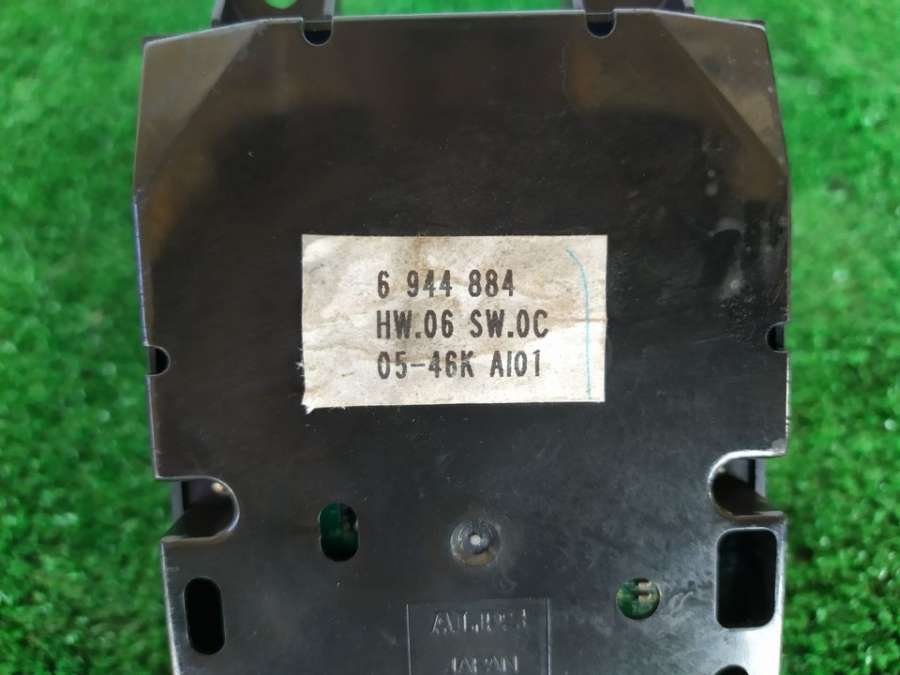 6 944 884
HW.06 SW.0C
05-46K AI01
ALPS
JAPAN